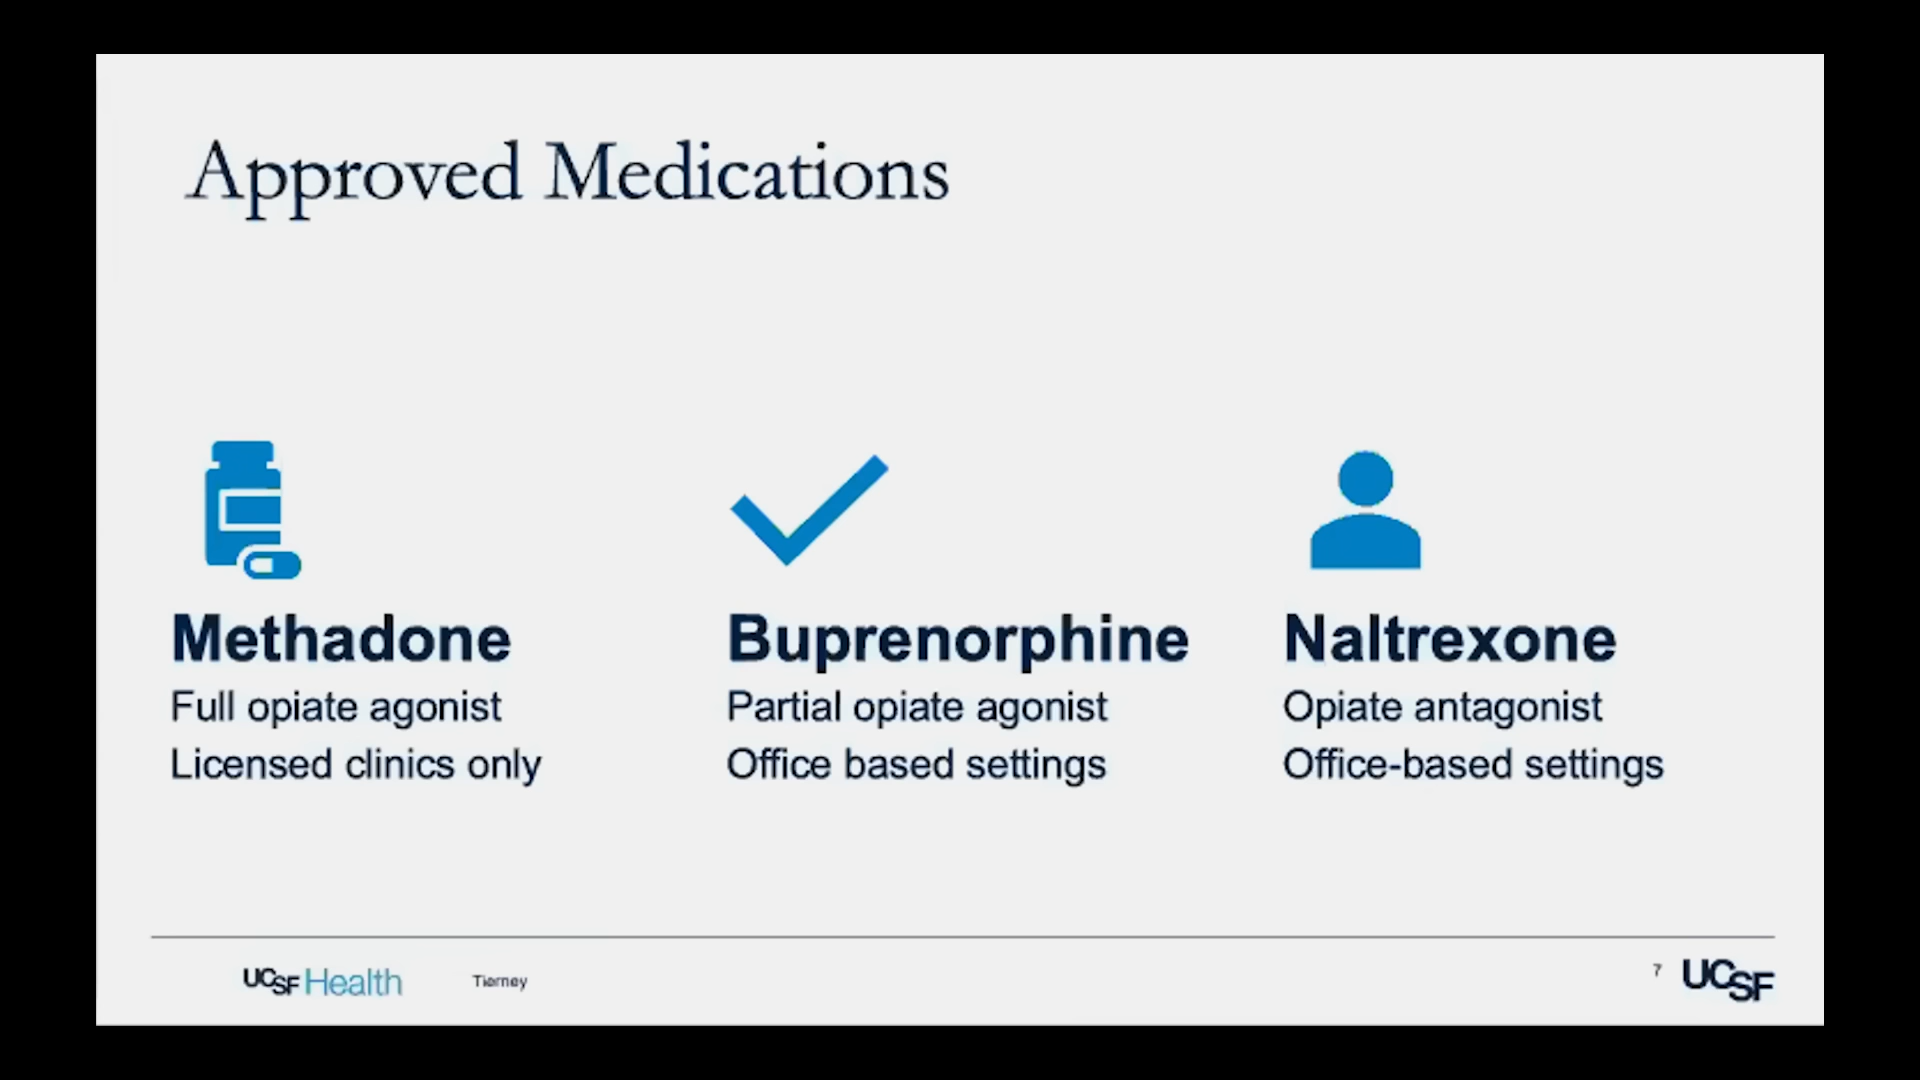 Approved Medications
Methadone
Full opiate agonist
Licensed clinics only
Buprenorphine
Partial opiate agonist
Office based settings
Naltrexone
Opiate antagonist
Office-based settings
UCSF Health
Tierney
7
UCSF